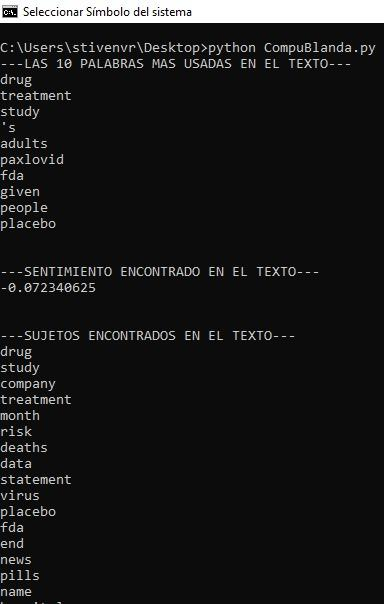 Seleccionar Símbolo del sistema
C:\Users\stivenvr\Desktop>python CompuBlanda.py
---LAS 10 PALABRAS MAS USADAS EN EL TEXTO---
drug
treatment
study
's
adults
paxlovid
fda
given
people
placebo
---SENTIMIENTO ENCONTRADO EN EL TEXTO---
-0.072340625
---SUJETOS ENCONTRADOS EN EL TEXTO---
drug
study
company
treatment
month
risk
deaths
data
statement
virus
placebo
fda
end
news
pills
name